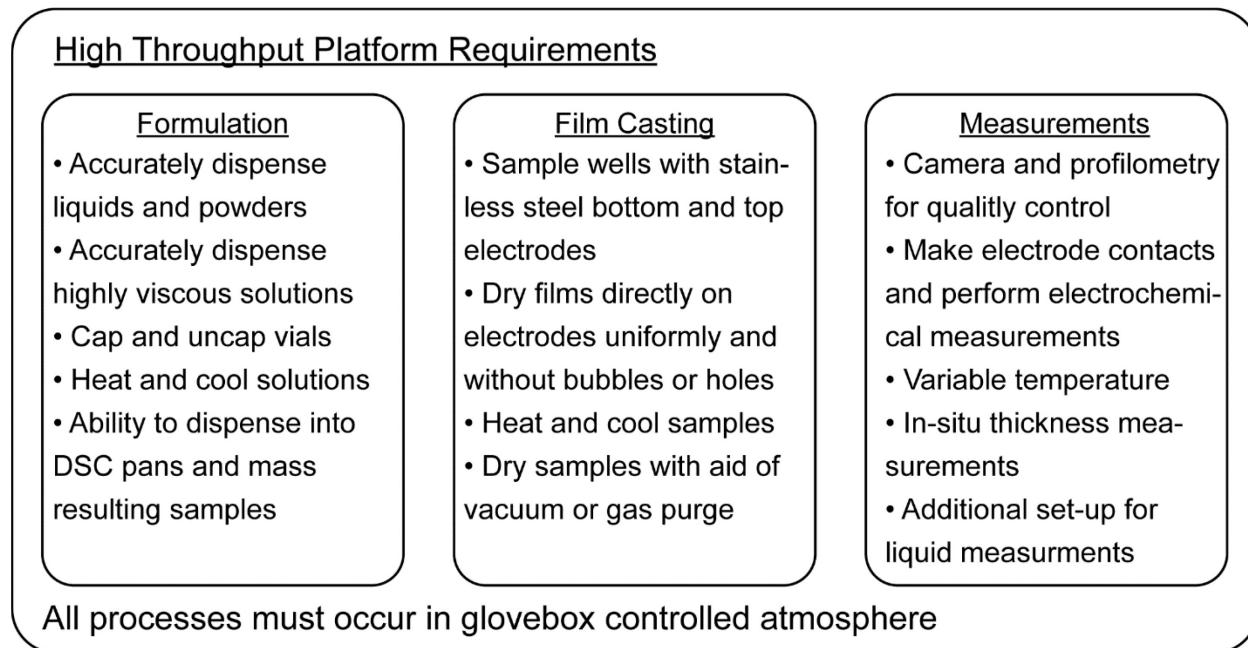 High Throughput Platform Requirements
Formulation
• Accurately dispense
liquids and powders
• Accurately dispense
highly viscous solutions
• Cap and uncap vials
• Heat and cool solutions
• Ability to dispense into
DSC pans and mass
resulting samples
Film Casting
• Sample wells with stain-
less steel bottom and top
electrodes
• Dry films directly on
electrodes uniformly and
without bubbles or holes
• Heat and cool samples
• Dry samples with aid of
vacuum or gas purge
Measurements
• Camera and profilometry
for qualitly control
• Make electrode contacts
and perform electrochemi-
cal measurements
• Variable temperature
• In-situ thickness mea-
surements
• Additional set-up for
liquid measurments
All processes must occur in glovebox controlled atmosphere